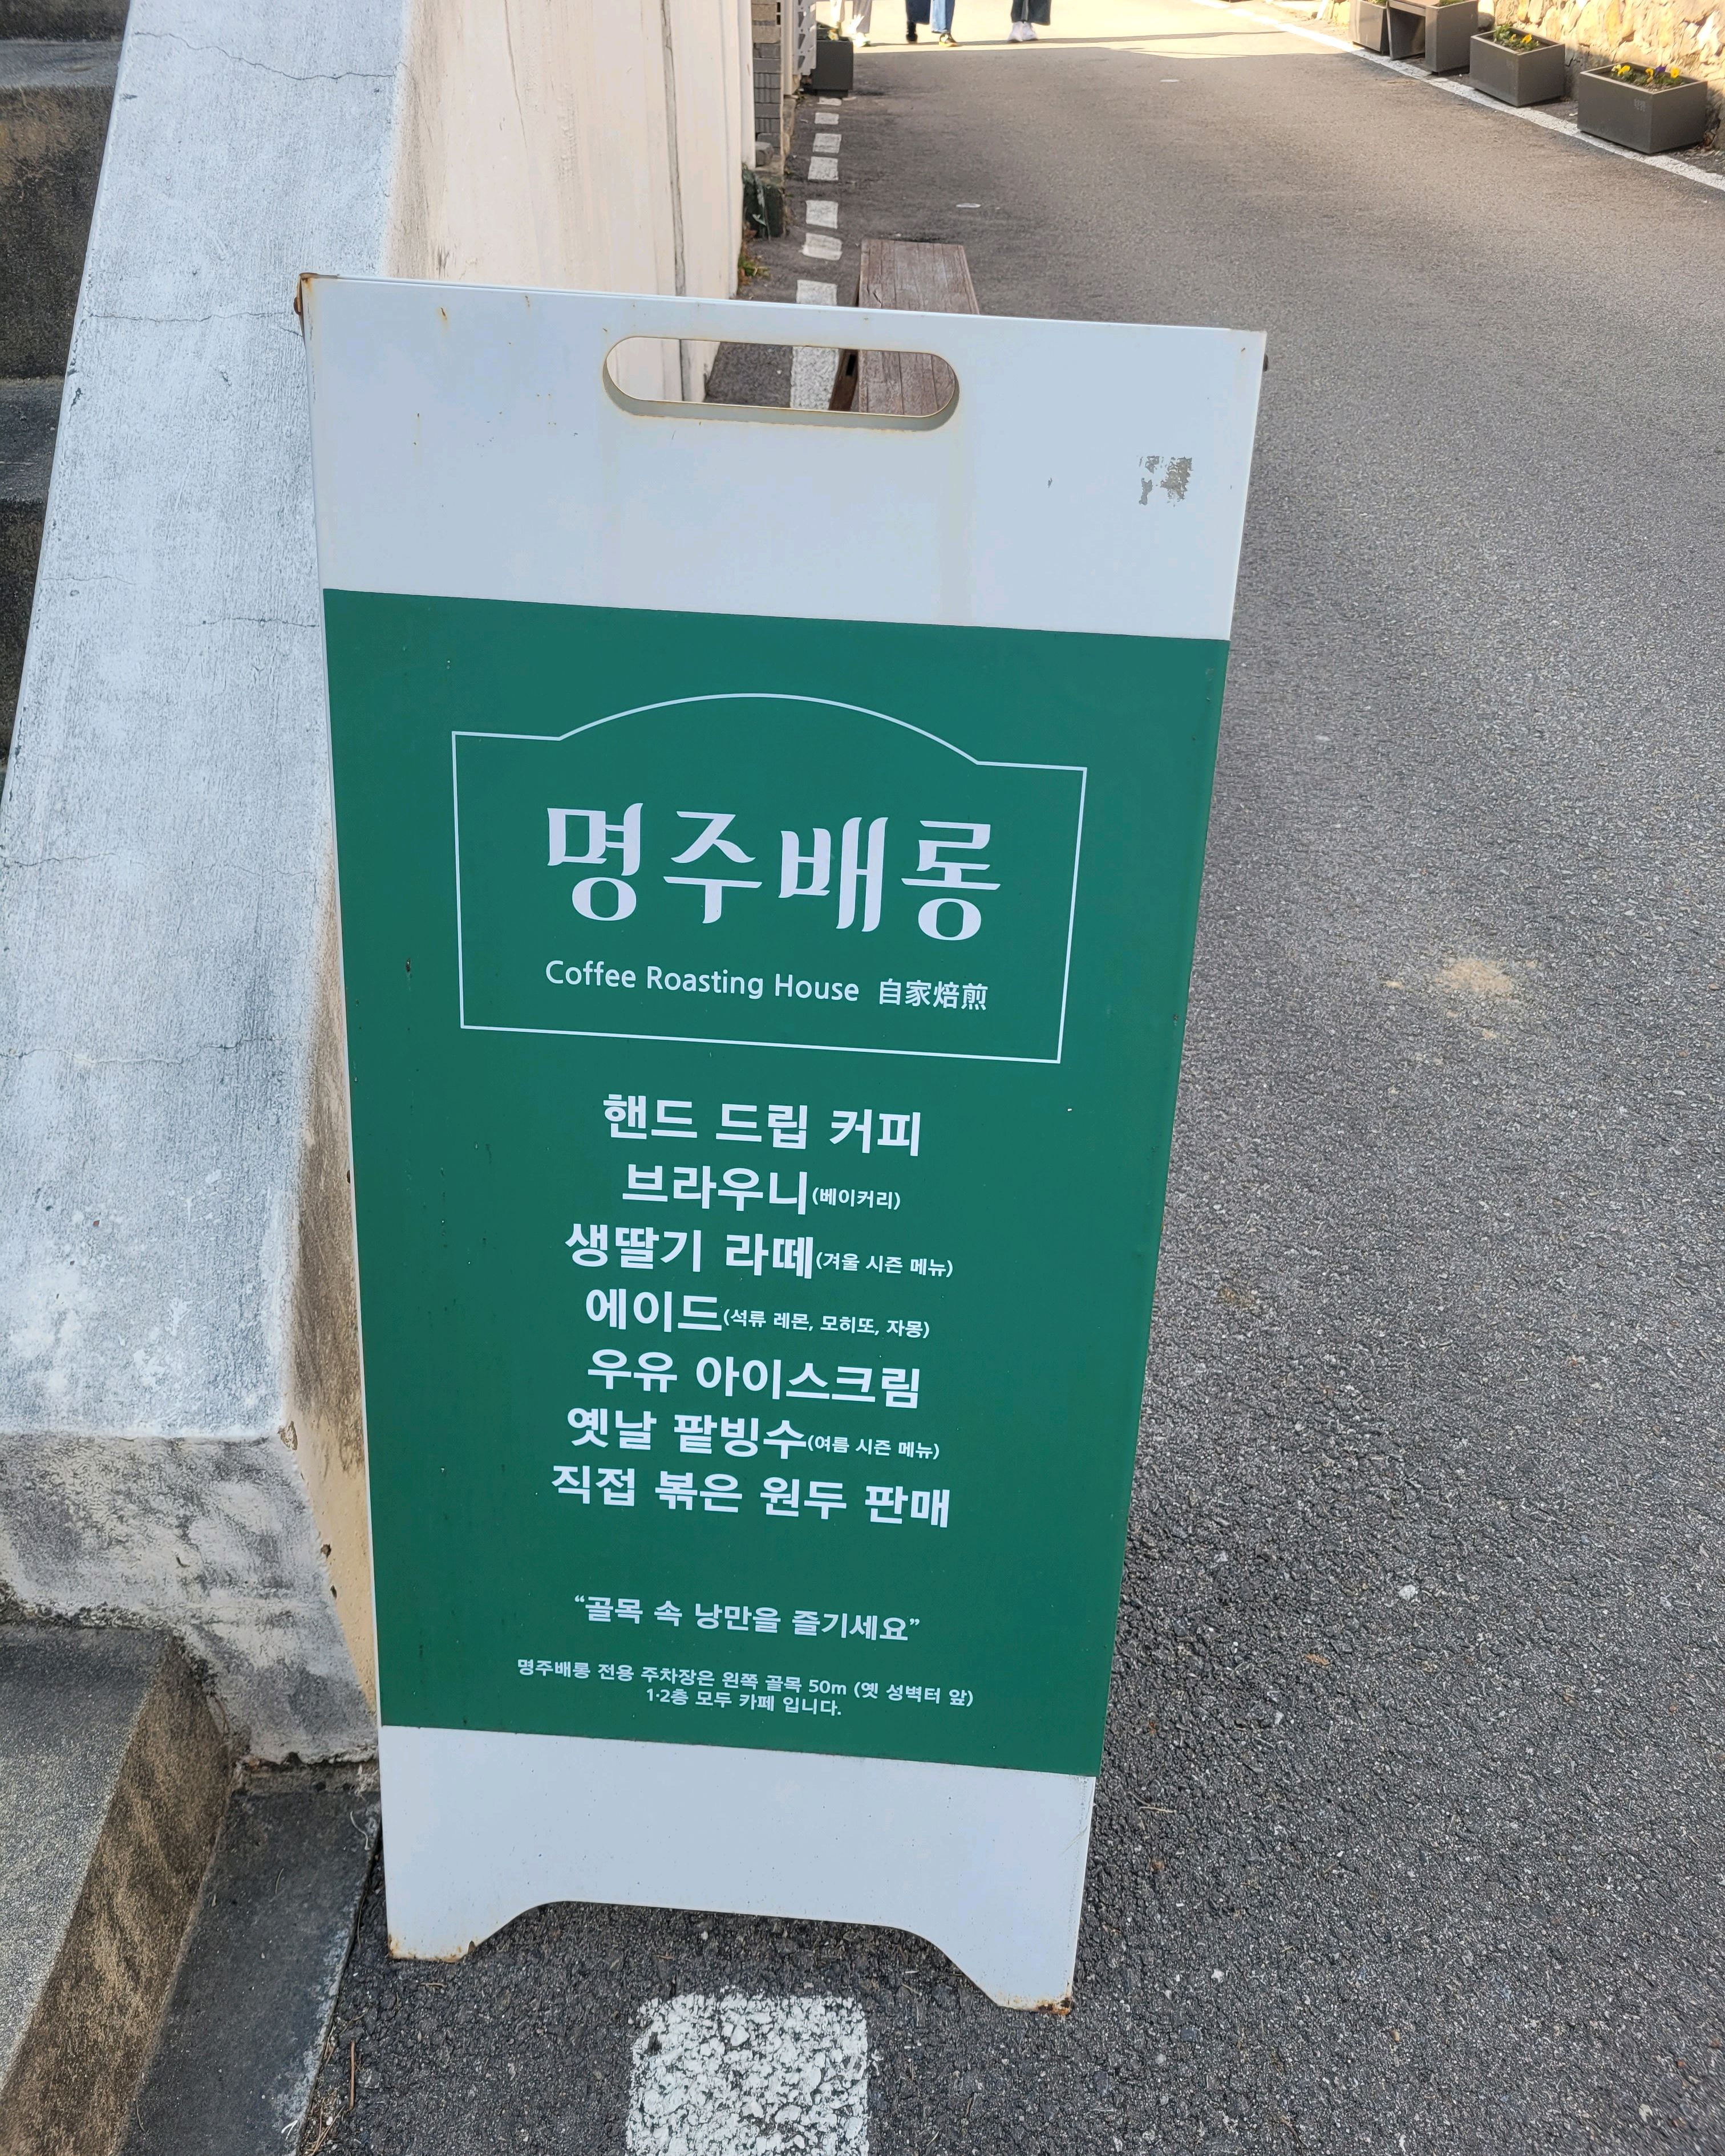 명주배롱
Coffee Roasting House 自家焙煎
핸드 드립 커피
브라우니(베이커리)
생딸기 라떼(겨울 시즌 메뉴)
에이드(석류 레몬, 모히또, 자몽)
우유 아이스크림
옛날 팥빙수(여름 시즌 메뉴)
직접 볶은 원두 판매
“골목 속 낭만을 즐기세요”
명주배롱 전용 주차장은 왼쪽 골목 50m (옛 성벽터 앞)
1·2층 모두 카페 입니다.